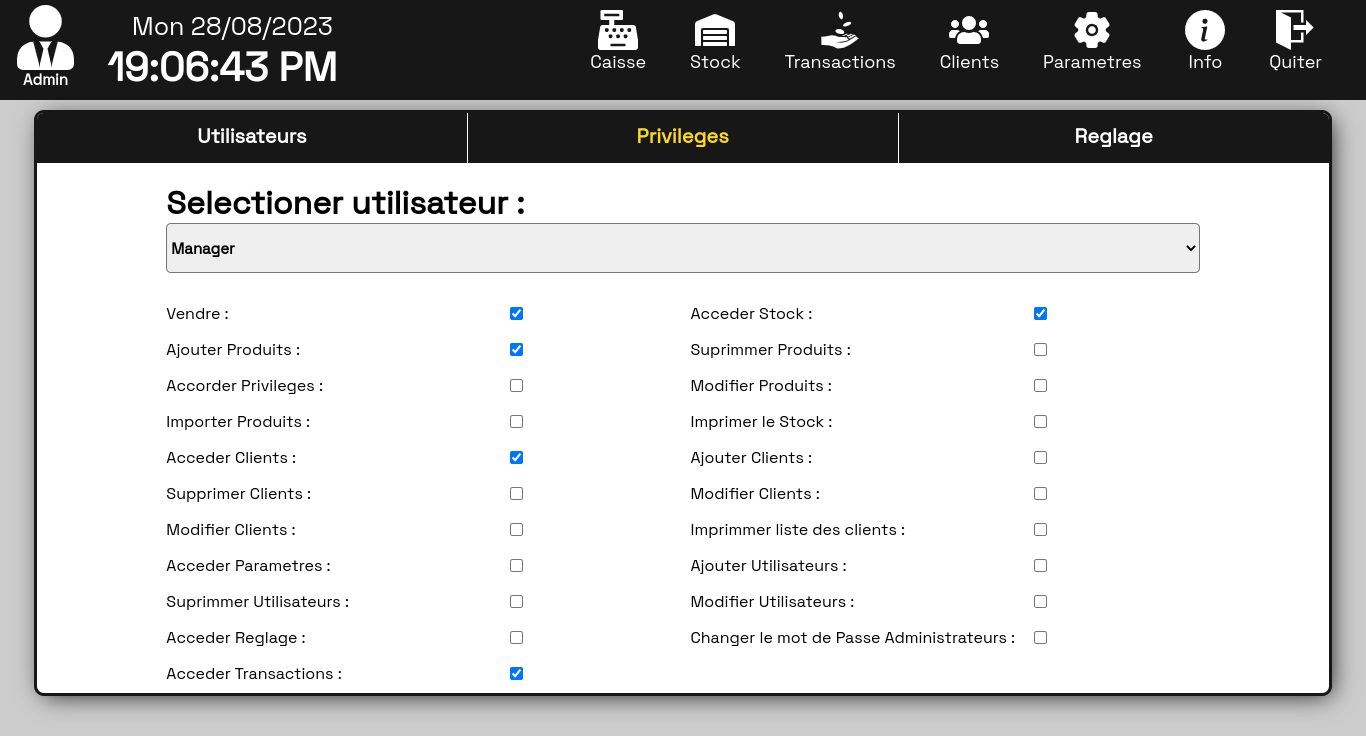 Mon 28/08/2023
19:06:43 PM
Admin
Caisse
Stock
Transactions
Clients
Parametres
Info
Quiter
Utilisateurs
Privileges
Reglage
Selectioner utilisateur :
Manager
Vendre :
Acceder Stock :
Ajouter Produits :
Suprimmer Produits :
Accorder Privileges :
Modifier Produits :
Importer Produits :
Imprimer le Stock :
Acceder Clients :
Ajouter Clients :
Supprimer Clients :
Modifier Clients :
Modifier Clients :
Imprimmer liste des clients :
Acceder Parametres :
Ajouter Utilisateurs :
Suprimmer Utilisateurs :
Modifier Utilisateurs :
Acceder Reglage :
Changer le mot de Passe Administrateurs :
Acceder Transactions :